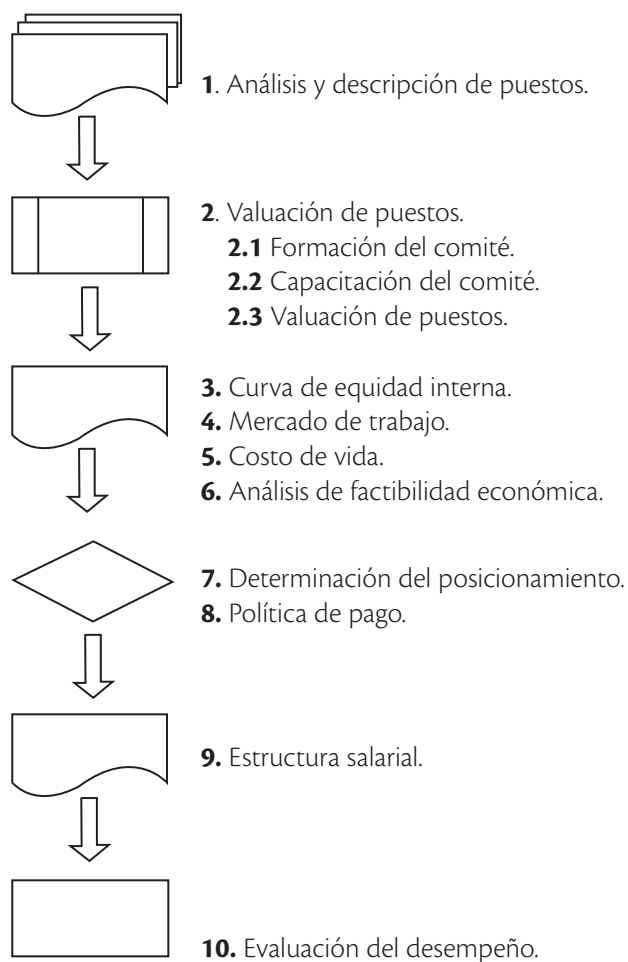 1. Análisis y descripción de puestos.
2. Valuación de puestos.
2.1 Formación del comité.
2.2 Capacitación del comité.
2.3 Valuación de puestos.
3. Curva de equidad interna.
4. Mercado de trabajo.
5. Costo de vida.
6. Análisis de factibilidad económica.
7. Determinación del posicionamiento.
8. Política de pago.
9. Estructura salarial.
10. Evaluación del desempeño.